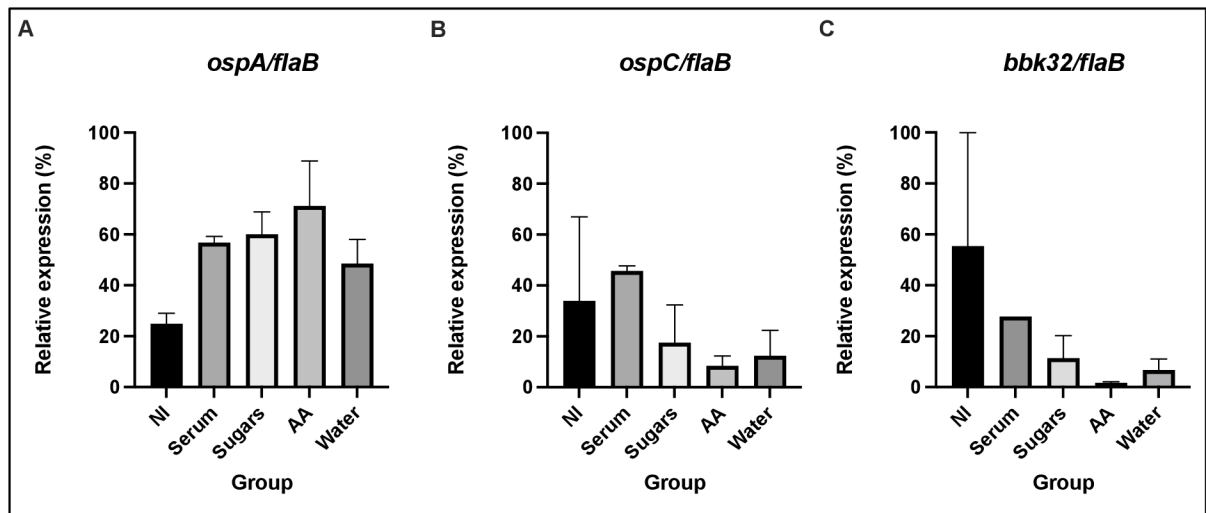 A
ospA/flaB
Relative expression (%)
100
80
60
40
20
0
NI
Serum
Sugars
AA
Water
Group
B
ospC/flaB
Relative expression (%)
100
80
60
40
20
0
NI
Serum
Sugars
AA
Water
Group
C
bbk32/flaB
Relative expression (%)
100
80
60
40
20
0
NI
Serum
Sugars
AA
Water
Group